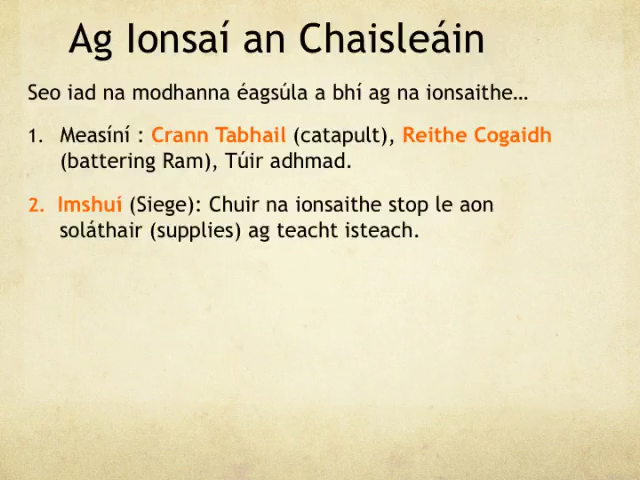 Ag Ionsaí an Chaisleáin
Seo iad na modhanna éagsúla a bhí ag na ionsaithe…
1. Measíní : Crann Tabhail (catapult), Reithe Cogaidh
(battering Ram), Túir adhmad.
2. Imshuí (Siege): Chuir na ionsaithe stop le aon
soláthair (supplies) ag teacht isteach.